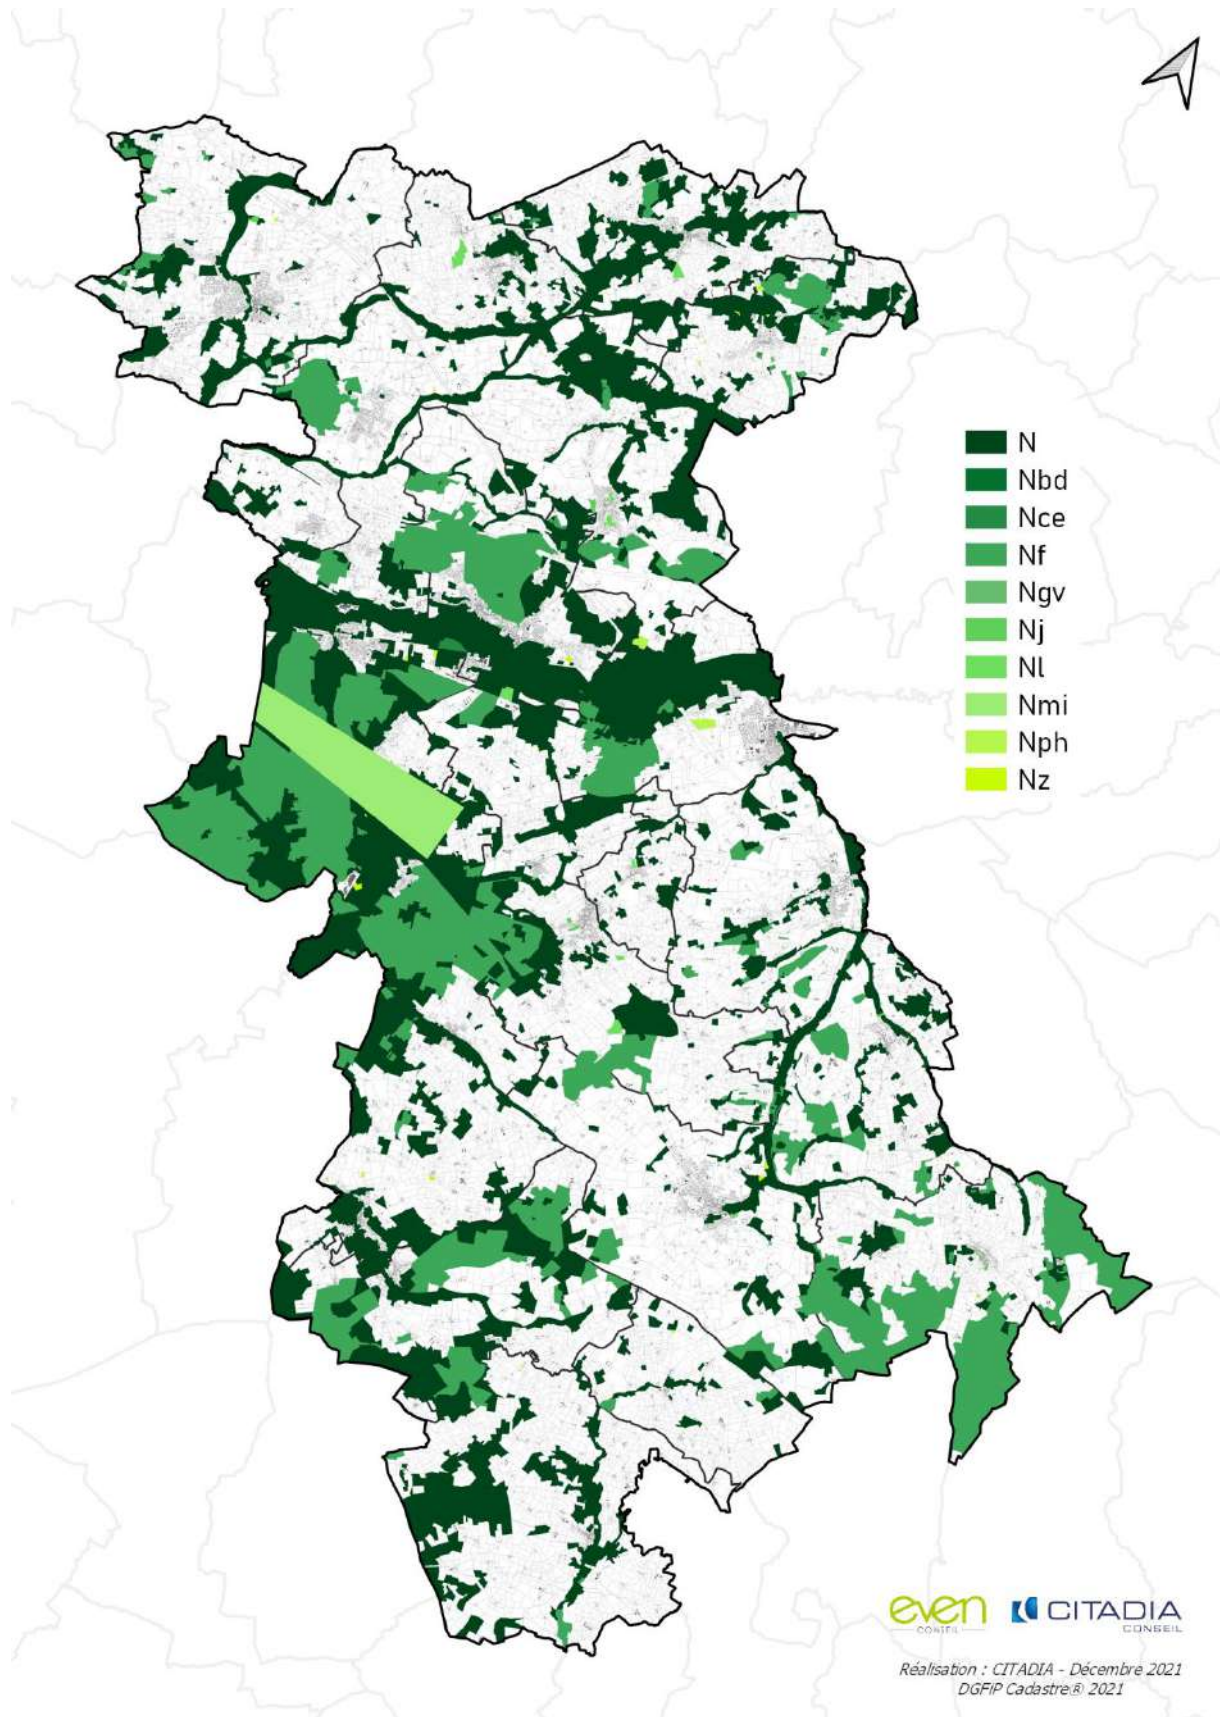 N
Nbd
Nce
Nf
Ngv
Nj
Nl
Nmi
Nph
Nz
even
CONSEIL
CITADIA
CONSEIL
Réalisation : CITADIA - Décembre 2021
DGFiP Cadastre® 2021